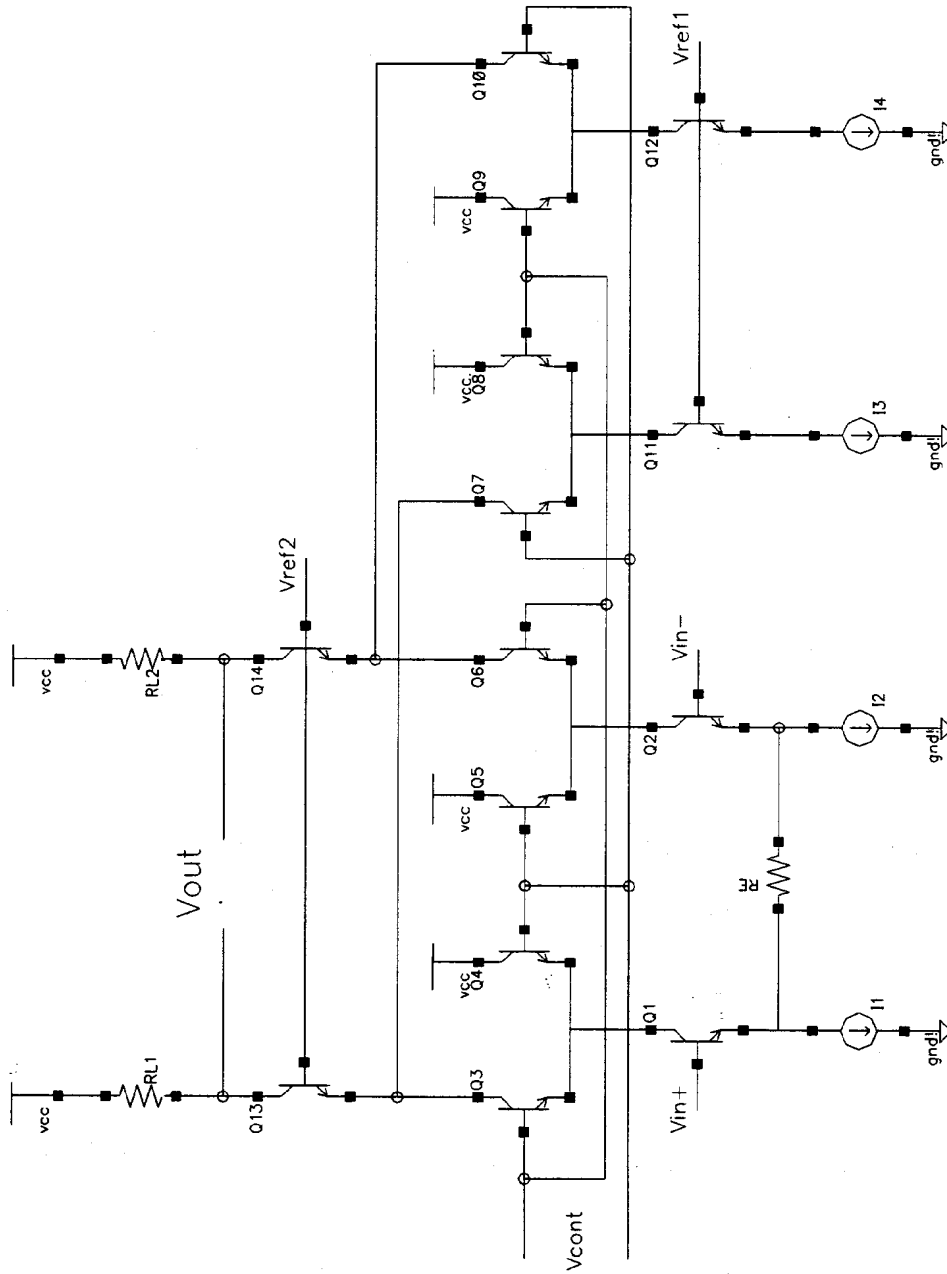 vcc
vcc
RL1
RL2
Vout
Q13
Q14
Vref2
vcc
vcc
vcc
vcc
Q3
Q4
Q5
Q6
Q7
Q8
Q9
Q10
Vcont
Q1
Q2
Q11
Q12
Vin+
Vin-
Vref1
RE
I1
I2
I3
I4
gnd!
gnd!
gnd!
gnd!